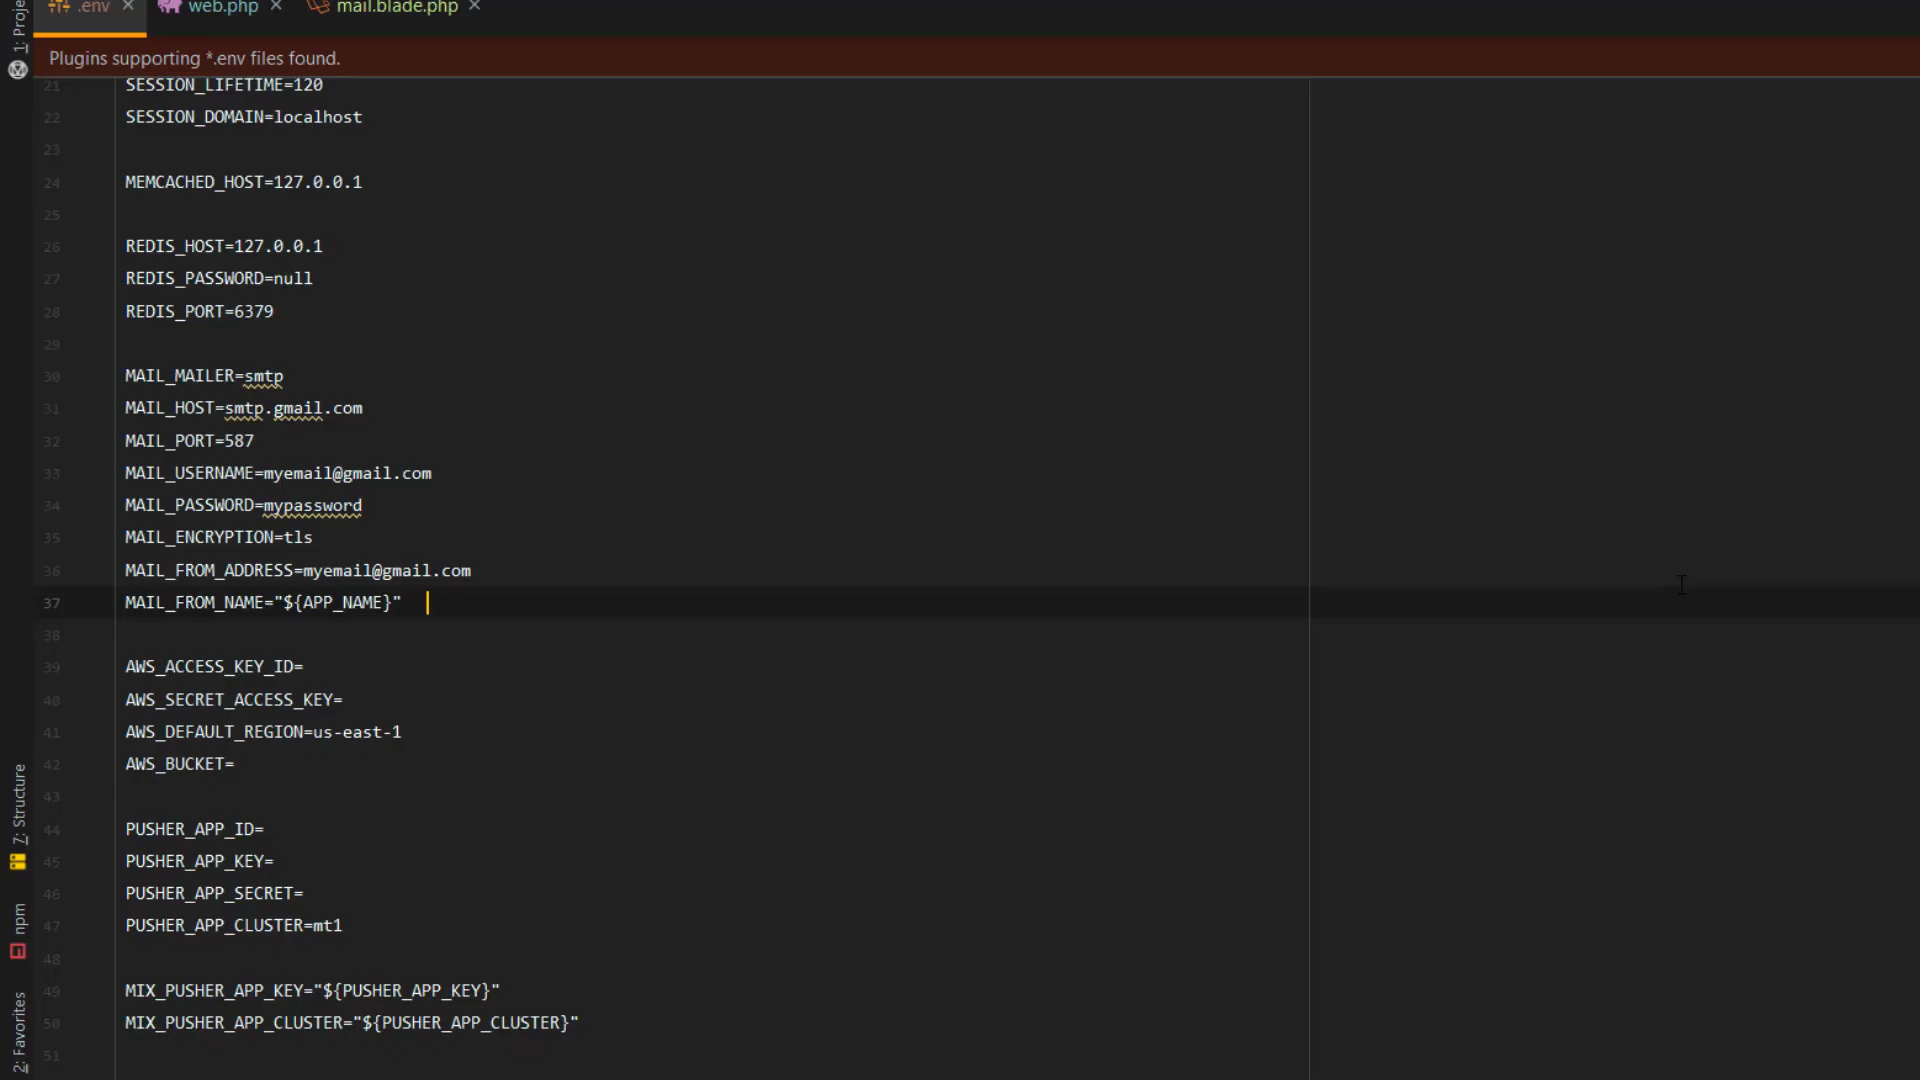 .env
web.php
mail.blade.php
1: Proje
Plugins supporting *.env files found.
21 SESSION_LIFETIME=120
22 SESSION_DOMAIN=localhost
23
24 MEMCACHED_HOST=127.0.0.1
25
26 REDIS_HOST=127.0.0.1
27 REDIS_PASSWORD=null
28 REDIS_PORT=6379
29
30 MAIL_MAILER=smtp
31 MAIL_HOST=smtp.gmail.com
32 MAIL_PORT=587
33 MAIL_USERNAME=myemail@gmail.com
34 MAIL_PASSWORD=mypassword
35 MAIL_ENCRYPTION=tls
36 MAIL_FROM_ADDRESS=myemail@gmail.com
37 MAIL_FROM_NAME="${APP_NAME}"
38
39 AWS_ACCESS_KEY_ID=
40 AWS_SECRET_ACCESS_KEY=
41 AWS_DEFAULT_REGION=us-east-1
42 AWS_BUCKET=
43
44 PUSHER_APP_ID=
45 PUSHER_APP_KEY=
46 PUSHER_APP_SECRET=
47 PUSHER_APP_CLUSTER=mt1
48
49 MIX_PUSHER_APP_KEY="${PUSHER_APP_KEY}"
50 MIX_PUSHER_APP_CLUSTER="${PUSHER_APP_CLUSTER}"
51
7: Structure
npm
2: Favorites